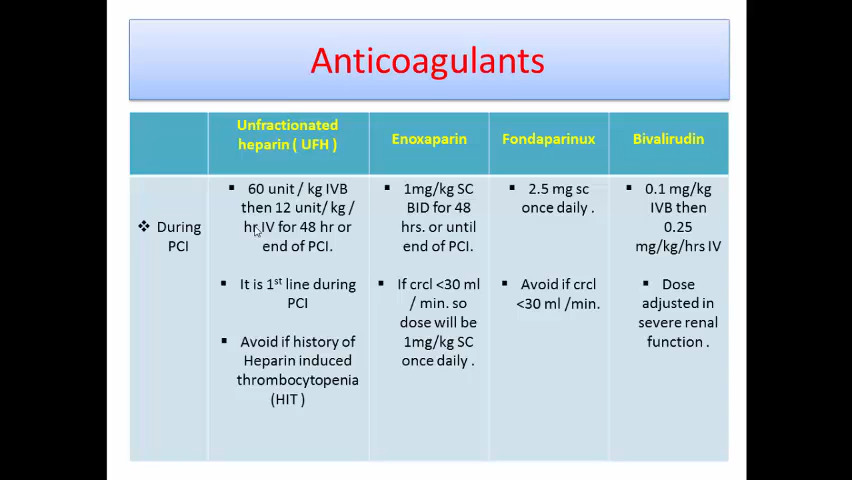 Anticoagulants
Unfractionated
heparin ( UFH )
Enoxaparin
Fondaparinux
Bivalirudin
❖ During
PCI
▪ 60 unit / kg IVB
then 12 unit/ kg /
hr IV for 48 hr or
end of PCI.
▪ It is 1st line during
PCI
▪ Avoid if history of
Heparin induced
thrombocytopenia
(HIT )
▪ 1mg/kg SC
BID for 48
hrs. or until
end of PCI.
▪ If crcl <30 ml
/ min. so
dose will be
1mg/kg SC
once daily .
▪ 2.5 mg sc
once daily .
▪ Avoid if crcl
<30 ml /min.
▪ 0.1 mg/kg
IVB then
0.25
mg/kg/hrs IV
▪ Dose
adjusted in
severe renal
function .